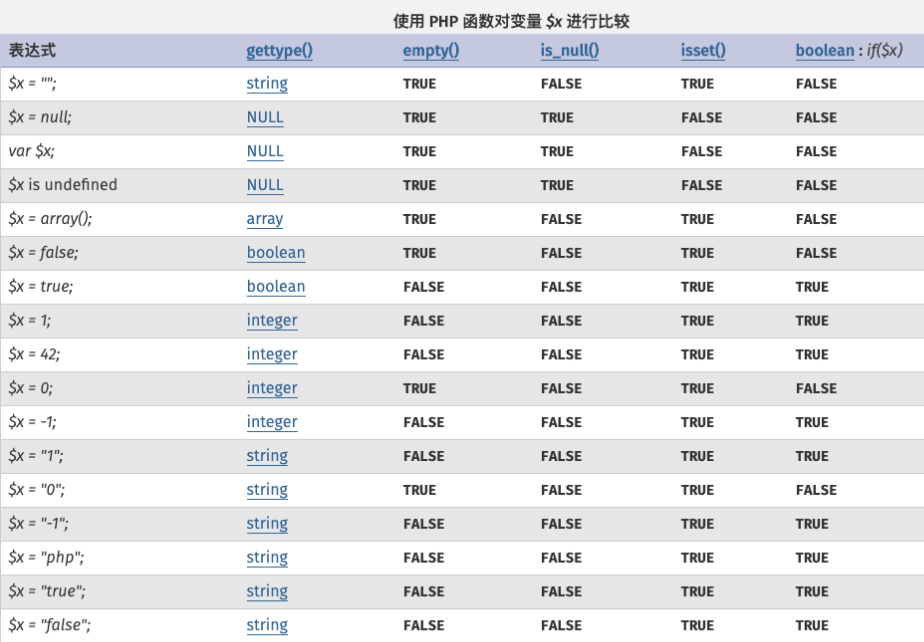 使用 PHP 函数对变量 $x 进行比较
表达式 gettype() empty() is_null() isset() boolean : if($x)
$x = ""; string TRUE FALSE TRUE FALSE
$x = null; NULL TRUE TRUE FALSE FALSE
var $x; NULL TRUE TRUE FALSE FALSE
$x is undefined NULL TRUE TRUE FALSE FALSE
$x = array(); array TRUE FALSE TRUE FALSE
$x = false; boolean TRUE FALSE TRUE FALSE
$x = true; boolean FALSE FALSE TRUE TRUE
$x = 1; integer FALSE FALSE TRUE TRUE
$x = 42; integer FALSE FALSE TRUE TRUE
$x = 0; integer TRUE FALSE TRUE FALSE
$x = -1; integer FALSE FALSE TRUE TRUE
$x = "1"; string FALSE FALSE TRUE TRUE
$x = "0"; string TRUE FALSE TRUE FALSE
$x = "-1"; string FALSE FALSE TRUE TRUE
$x = "php"; string FALSE FALSE TRUE TRUE
$x = "true"; string FALSE FALSE TRUE TRUE
$x = "false"; string FALSE FALSE TRUE TRUE